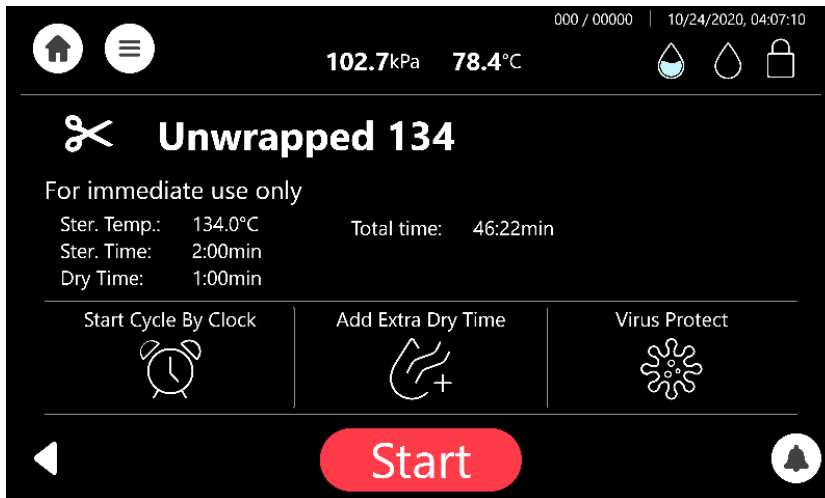 000 / 00000 | 10/24/2020, 04:07:10
102.7kPa 78.4°C
Unwrapped 134
For immediate use only
Ster. Temp.: 134.0°C Total time: 46:22min
Ster. Time: 2:00min
Dry Time: 1:00min
Start Cycle By Clock Add Extra Dry Time Virus Protect
Start